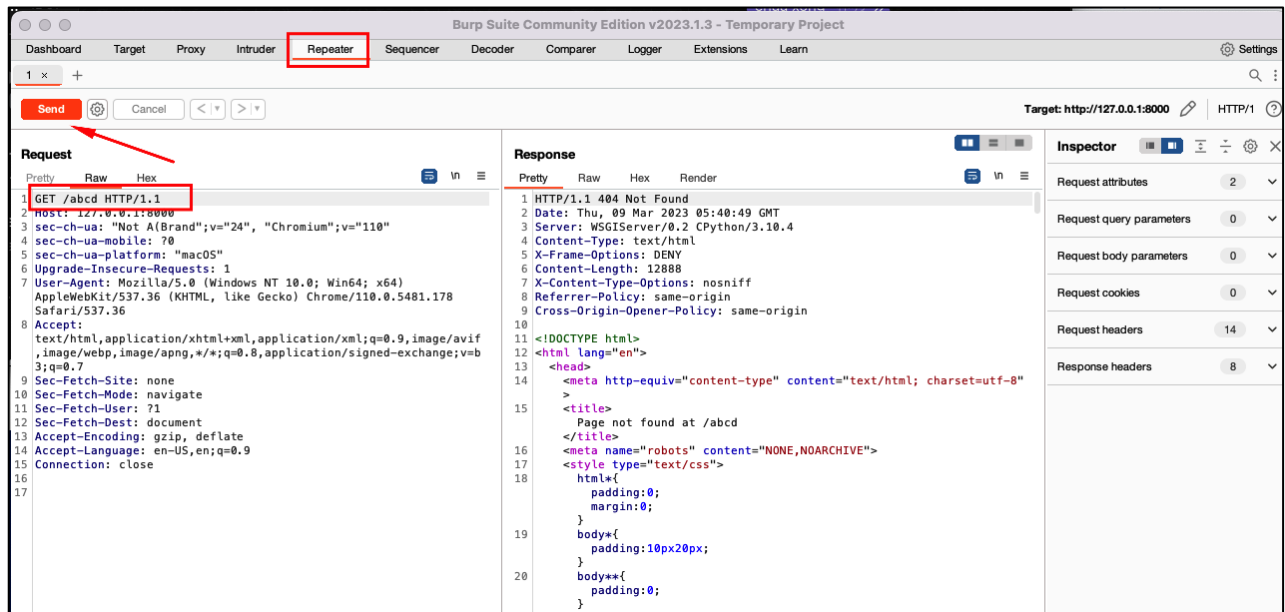 Burp Suite Community Edition v2023.1.3 - Temporary Project
Dashboard Target Proxy Intruder Repeater Sequencer Decoder Comparer Logger Extensions Learn Settings
1 × +
Send Cancel < > Target: http://127.0.0.1:8000 HTTP/1
Request
Pretty Raw Hex \n
1 GET /abcd HTTP/1.1
2 Host: 127.0.0.1:8000
3 sec-ch-ua: "Not A(Brand";v="24", "Chromium";v="110"
4 sec-ch-ua-mobile: ?0
5 sec-ch-ua-platform: "macOS"
6 Upgrade-Insecure-Requests: 1
7 User-Agent: Mozilla/5.0 (Windows NT 10.0; Win64; x64)
AppleWebKit/537.36 (KHTML, like Gecko) Chrome/110.0.5481.178
Safari/537.36
8 Accept:
text/html,application/xhtml+xml,application/xml;q=0.9,image/avif
,image/webp,image/apng,*/*;q=0.8,application/signed-exchange;v=b
3;q=0.7
9 Sec-Fetch-Site: none
10 Sec-Fetch-Mode: navigate
11 Sec-Fetch-User: ?1
12 Sec-Fetch-Dest: document
13 Accept-Encoding: gzip, deflate
14 Accept-Language: en-US,en;q=0.9
15 Connection: close
16
17
Response
Pretty Raw Hex Render \n
1 HTTP/1.1 404 Not Found
2 Date: Thu, 09 Mar 2023 05:40:49 GMT
3 Server: WSGIServer/0.2 CPython/3.10.4
4 Content-Type: text/html
5 X-Frame-Options: DENY
6 Content-Length: 12888
7 X-Content-Type-Options: nosniff
8 Referrer-Policy: same-origin
9 Cross-Origin-Opener-Policy: same-origin
10
11 <!DOCTYPE html>
12 <html lang="en">
13 <head>
14 <meta http-equiv="content-type" content="text/html; charset=utf-8"
>
15 <title>
Page not found at /abcd
</title>
16 <meta name="robots" content="NONE,NOARCHIVE">
17 <style type="text/css">
18 html*{
padding:0;
margin:0;
}
19 body*{
padding:10px20px;
}
20 body**{
padding:0;
}
Inspector
Request attributes 2
Request query parameters 0
Request body parameters 0
Request cookies 0
Request headers 14
Response headers 8